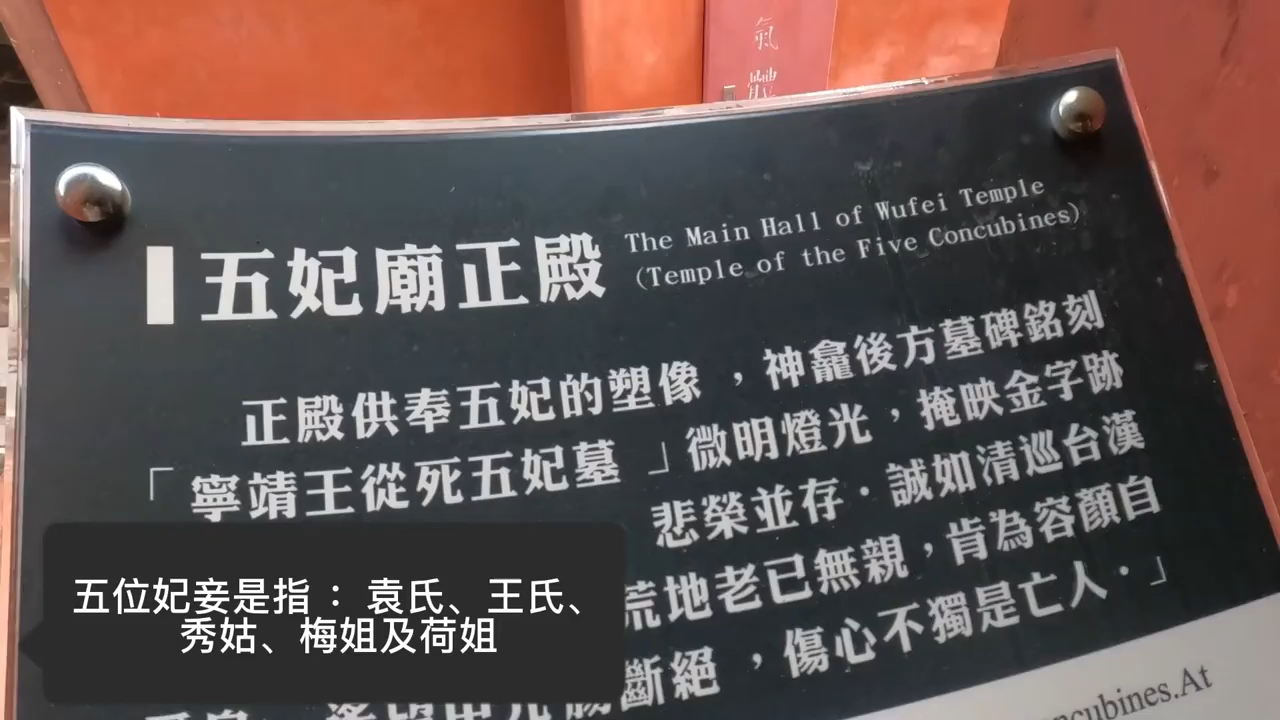 氣
體
五妃廟正殿
The Main Hall of Wufei Temple
(Temple of the Five Concubines)
正殿供奉五妃的塑像，神龕後方墓碑銘刻
「寧靖王從死五妃墓」微明燈光，掩映金字跡
悲榮並存．誠如清巡台漢
荒地老已無親，肯為容顏自
斷絕，傷心不獨是亡人．」
五位妃妾是指： 袁氏、王氏、
秀姑、梅姐及荷姐
ncubines.At